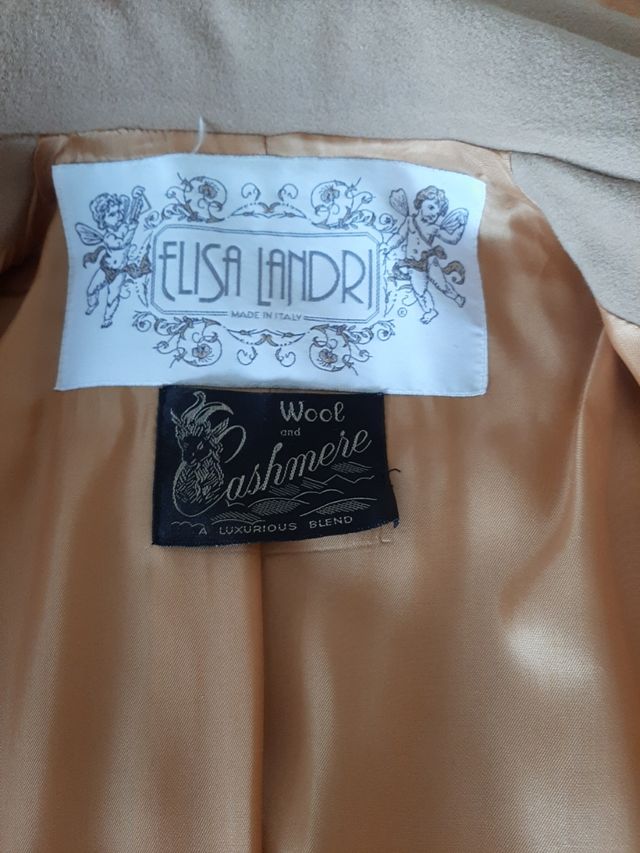 ELISA LANDRI
MADE IN ITALY
Wool
and
Cashmere
A LUXURIOUS BLEND